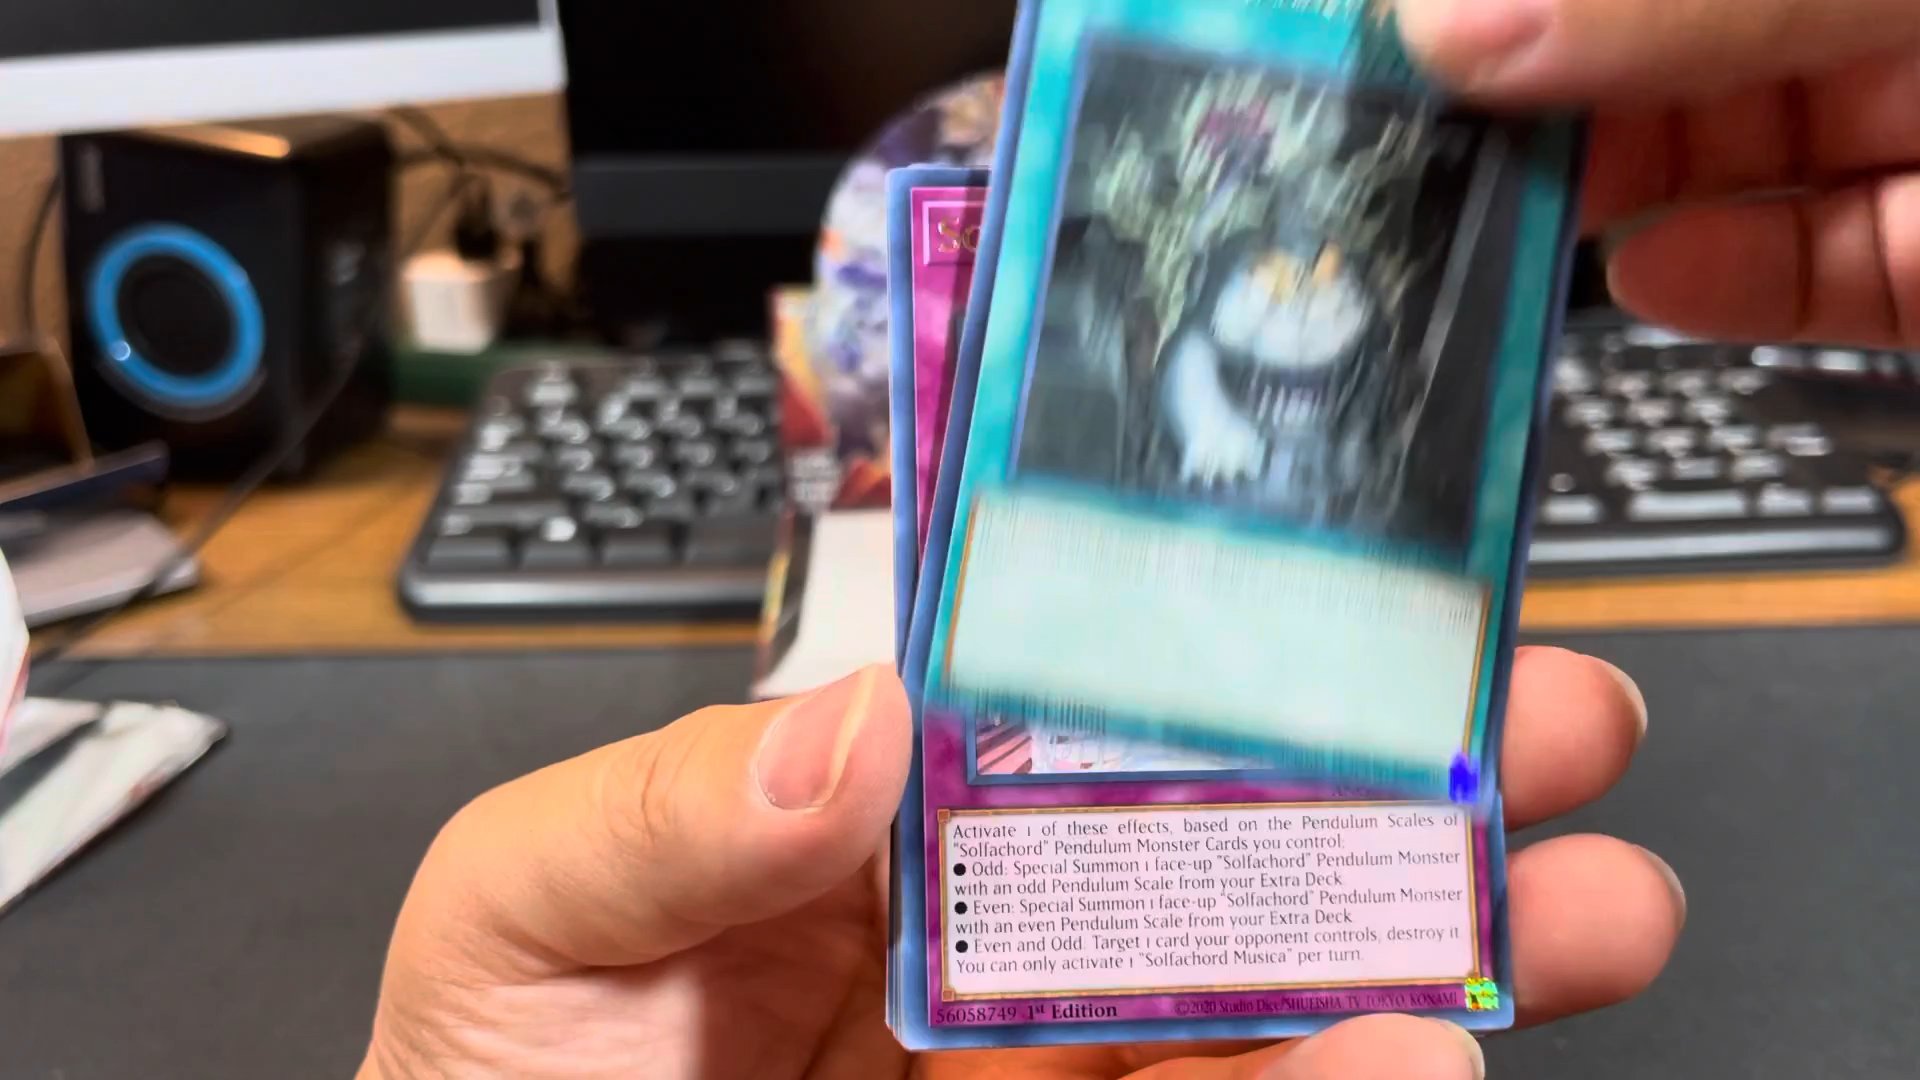 So
Activate 1 of these effects, based on the Pendulum Scales of
"Solfachord" Pendulum Monster Cards you control;
● Odd: Special Summon 1 face-up "Solfachord" Pendulum Monster
with an odd Pendulum Scale from your Extra Deck
● Even: Special Summon 1 face-up "Solfachord" Pendulum Monster
with an even Pendulum Scale from your Extra Deck
● Even and Odd: Target 1 card your opponent controls, destroy it.
You can only activate 1 "Solfachord Musica" per turn.
56058749 1st Edition ©2020 Studio Dice/SHUEISHA, TV TOKYO, KONAMI